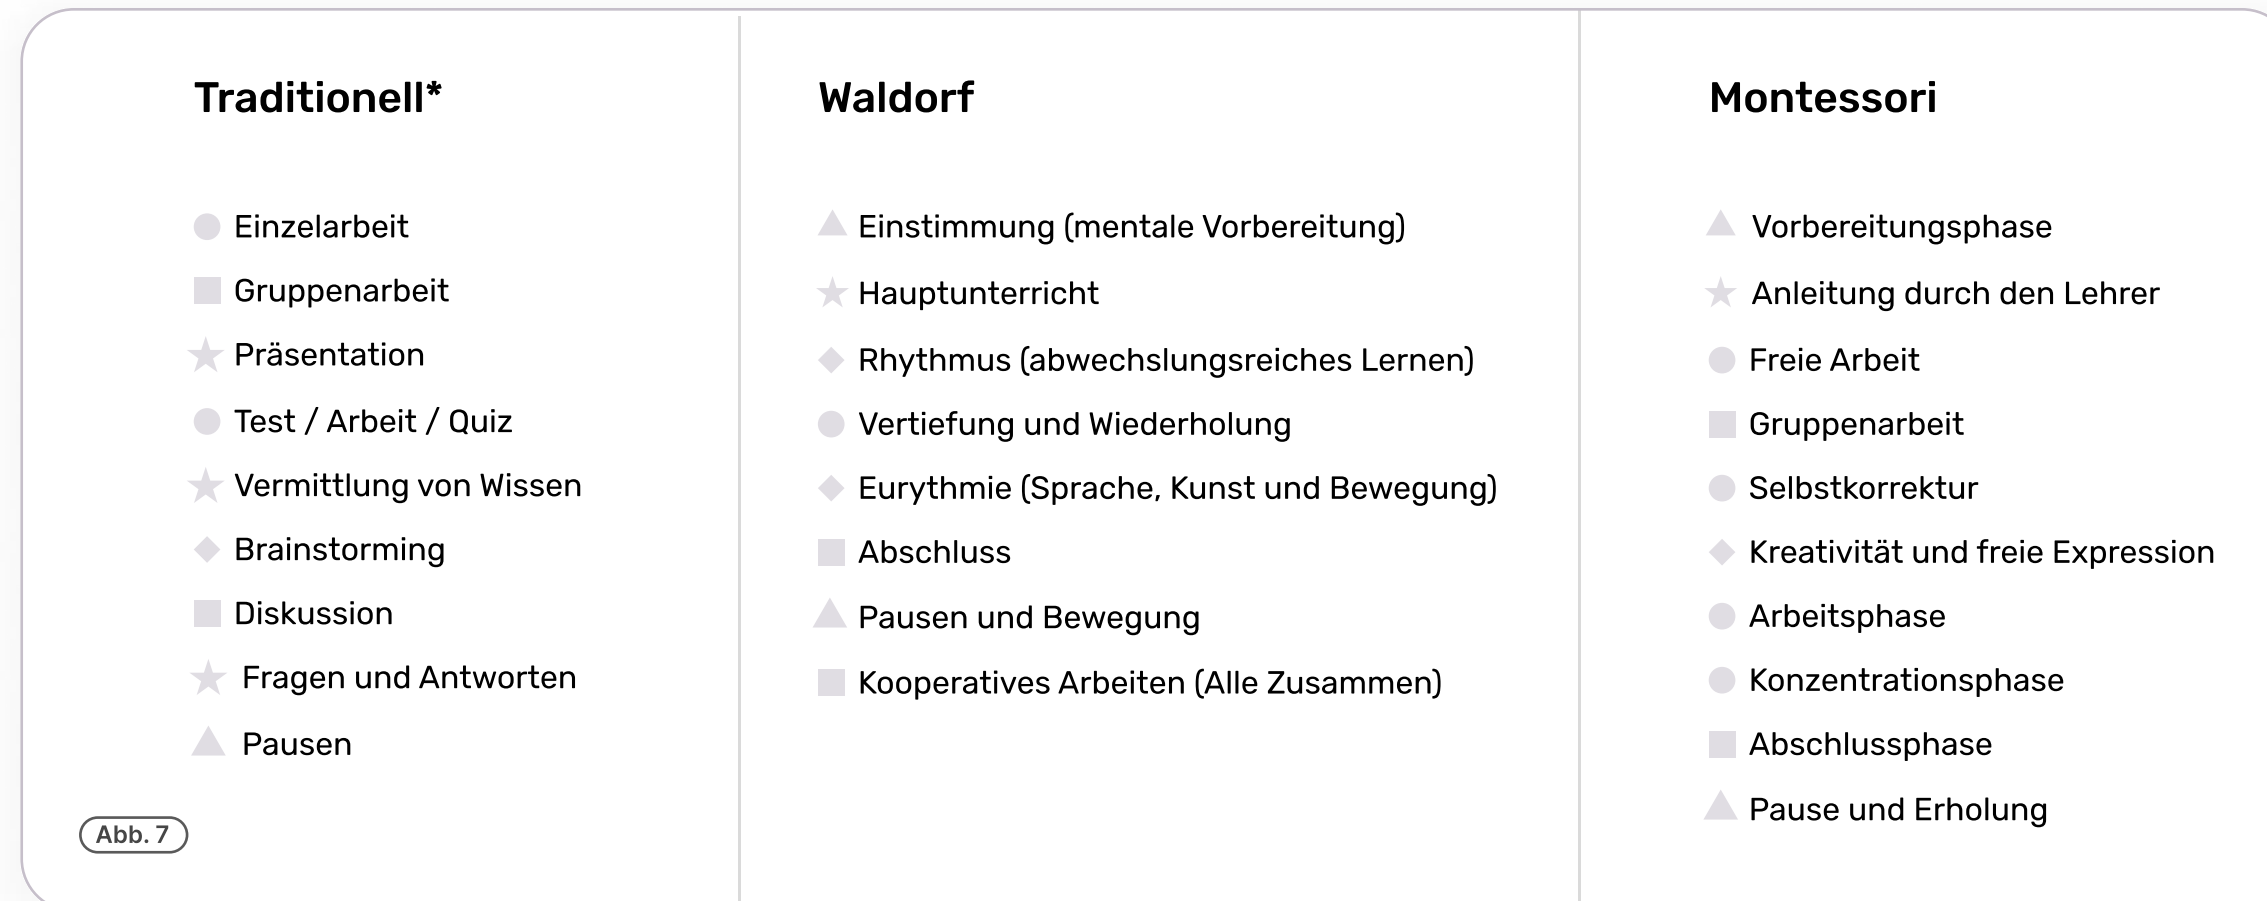 Traditionell*
Einzelarbeit
Gruppenarbeit
Präsentation
Test / Arbeit / Quiz
Vermittlung von Wissen
Brainstorming
Diskussion
Fragen und Antworten
Pausen
Abb. 7
Waldorf
Einstimmung (mentale Vorbereitung)
Hauptunterricht
Rhythmus (abwechslungsreiches Lernen)
Vertiefung und Wiederholung
Eurythmie (Sprache, Kunst und Bewegung)
Abschluss
Pausen und Bewegung
Kooperatives Arbeiten (Alle Zusammen)
Montessori
Vorbereitungsphase
Anleitung durch den Lehrer
Freie Arbeit
Gruppenarbeit
Selbstkorrektur
Kreativität und freie Expression
Arbeitsphase
Konzentrationsphase
Abschlussphase
Pause und Erholung